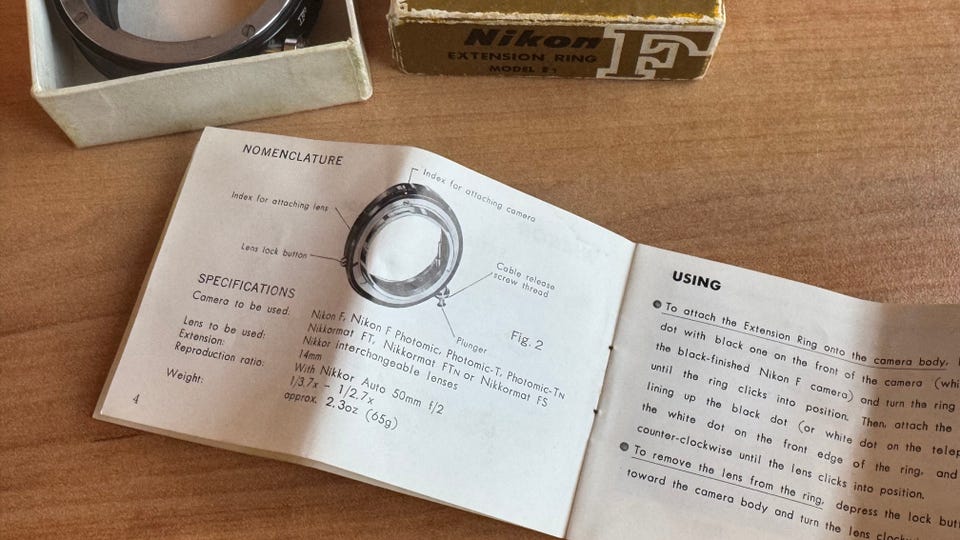 Nikon
EXTENSION RING
MODEL E2
F
NOMENCLATURE
Index for attaching camera
Index for attaching lens
Lens lock button
Cable release
screw thread
Plunger
Fig. 2
SPECIFICATIONS
Camera to be used:
Nikon F, Nikon F Photomic, Photomic-T, Photomic-TN
Nikkormat FT, Nikkormat FTN or Nikkormat FS
Lens to be used:
Nikkor interchangeable lenses
Extension:
14mm
Reproduction ratio:
With Nikkor Auto 50mm f/2
1/3.7x - 1/2.7x
Weight:
approx. 2.3oz (65g)
4
USING
To attach the Extension Ring onto the camera body,
dot with black one on the front of the camera (whi
the black-finished Nikon F camera) and turn the ring
until the ring clicks into position. Then, attach the
lining up the black dot (or white dot on the telep
the white dot on the front edge of the ring, and
counter-clockwise until the lens clicks into position.
To remove the lens from the ring, depress the lock butt
toward the camera body and turn the lens clockw